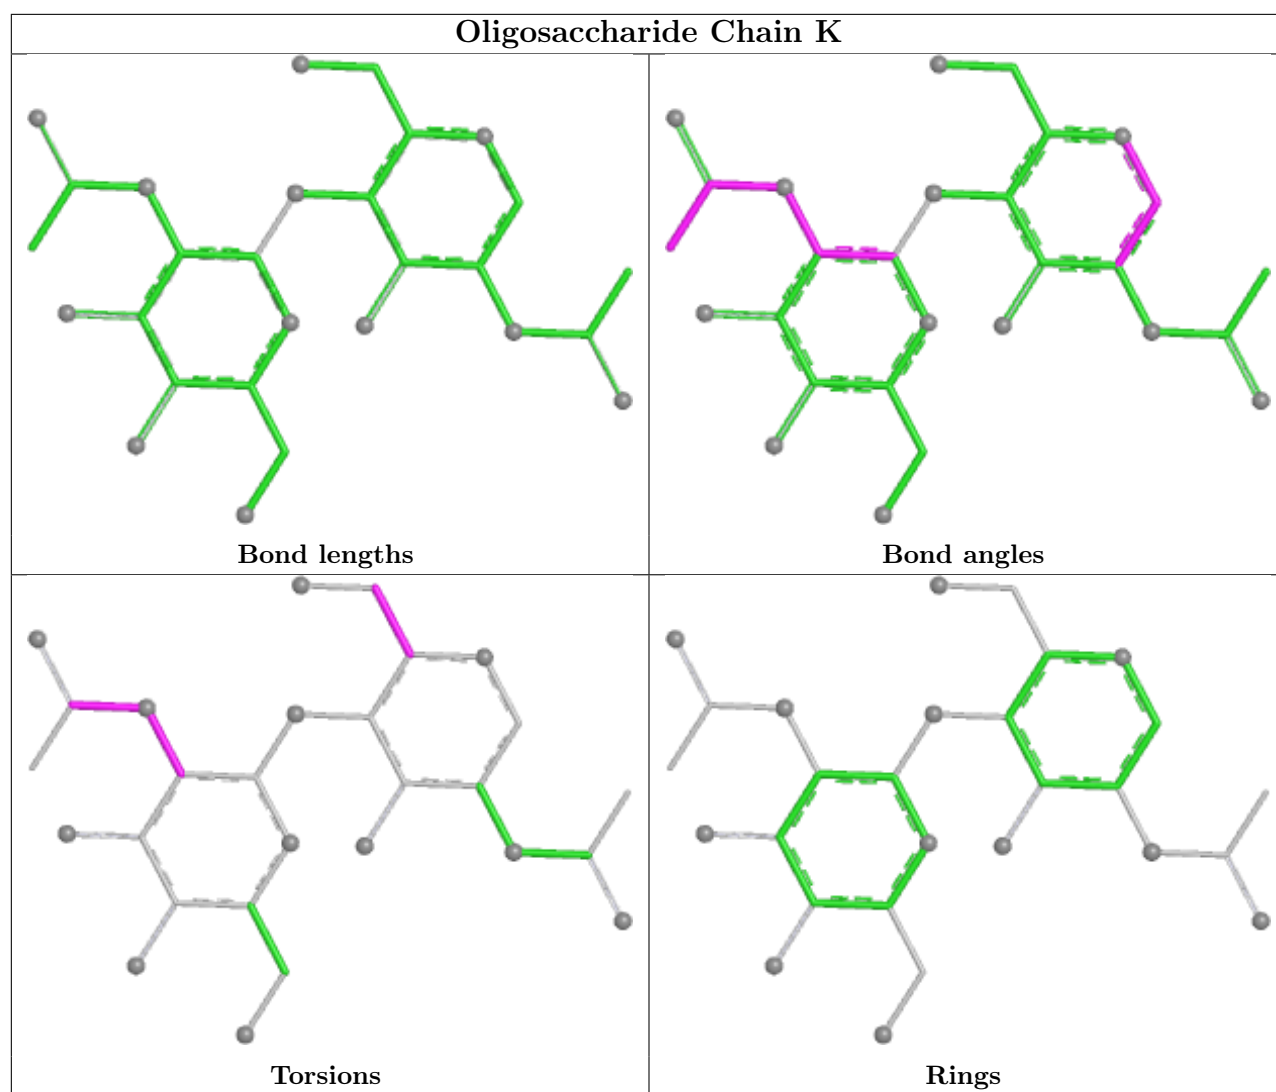 Oligosaccharide Chain K
Bond lengths
Bond angles
Torsions
Rings